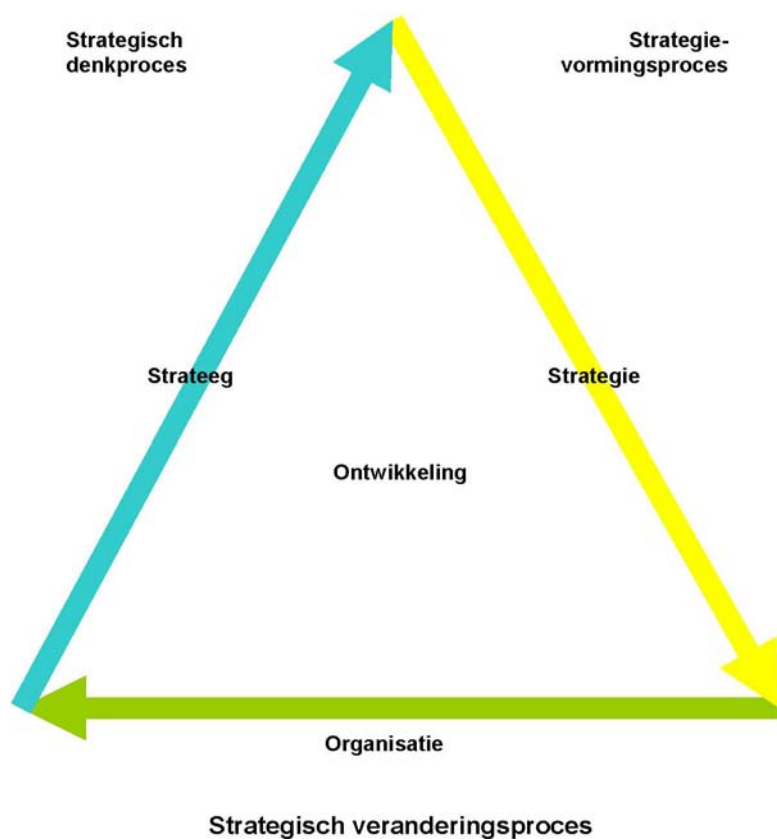 Strategisch
denkproces
Strategie-
vormingsproces
Strateeg
Strategie
Ontwikkeling
Organisatie
Strategisch veranderingsproces